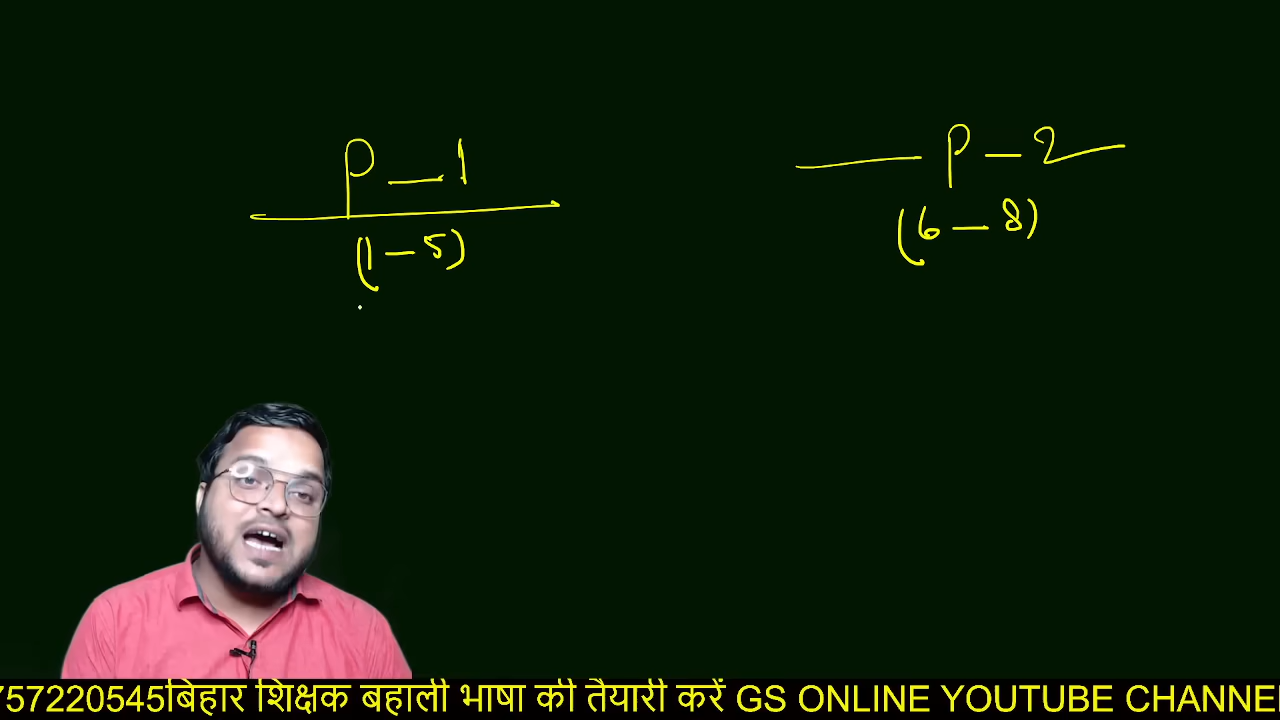 P - 1
(1 - 5)
P - 2
(6 - 8)
757220545बिहार शिक्षक बहाली भाषा की तैयारी करें GS ONLINE YOUTUBE CHANNE